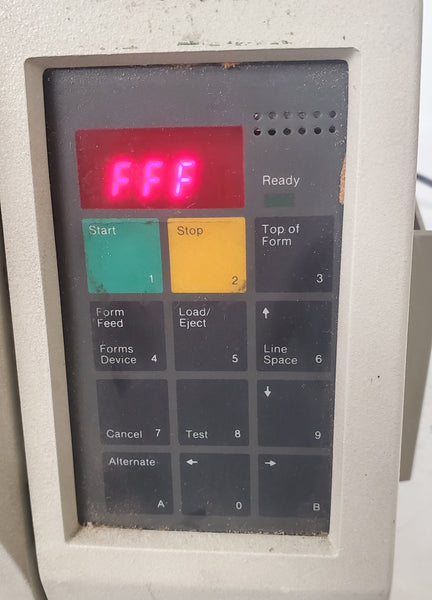 FFF
Ready
Start
1
Stop
2
Top of
Form
3
Form
Feed
Forms
Device 4
Load/
Eject
5
↑
Line
Space 6
Cancel 7
Test 8
↓
9
Alternate
A
←
0
→
B